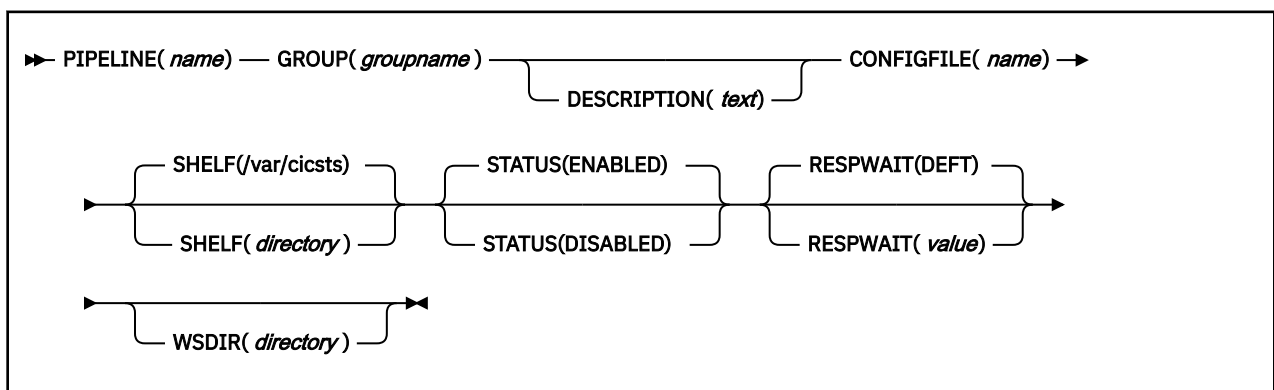 PIPELINE( name) GROUP( groupname ) CONFIGFILE( name)
DESCRIPTION( text)
SHELF(/var/cicsts) STATUS(ENABLED) RESPWAIT(DEFT)
SHELF( directory ) STATUS(DISABLED) RESPWAIT( value)
WSDIR( directory )